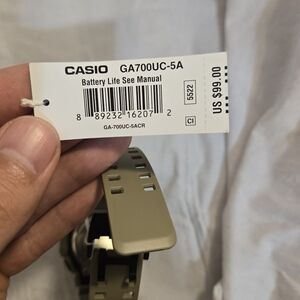 CASIO GA700UC-5A
Battery Life See Manual
8 89232 16207 2
GA-700UC-5ACR
5522
CI
US $99.00